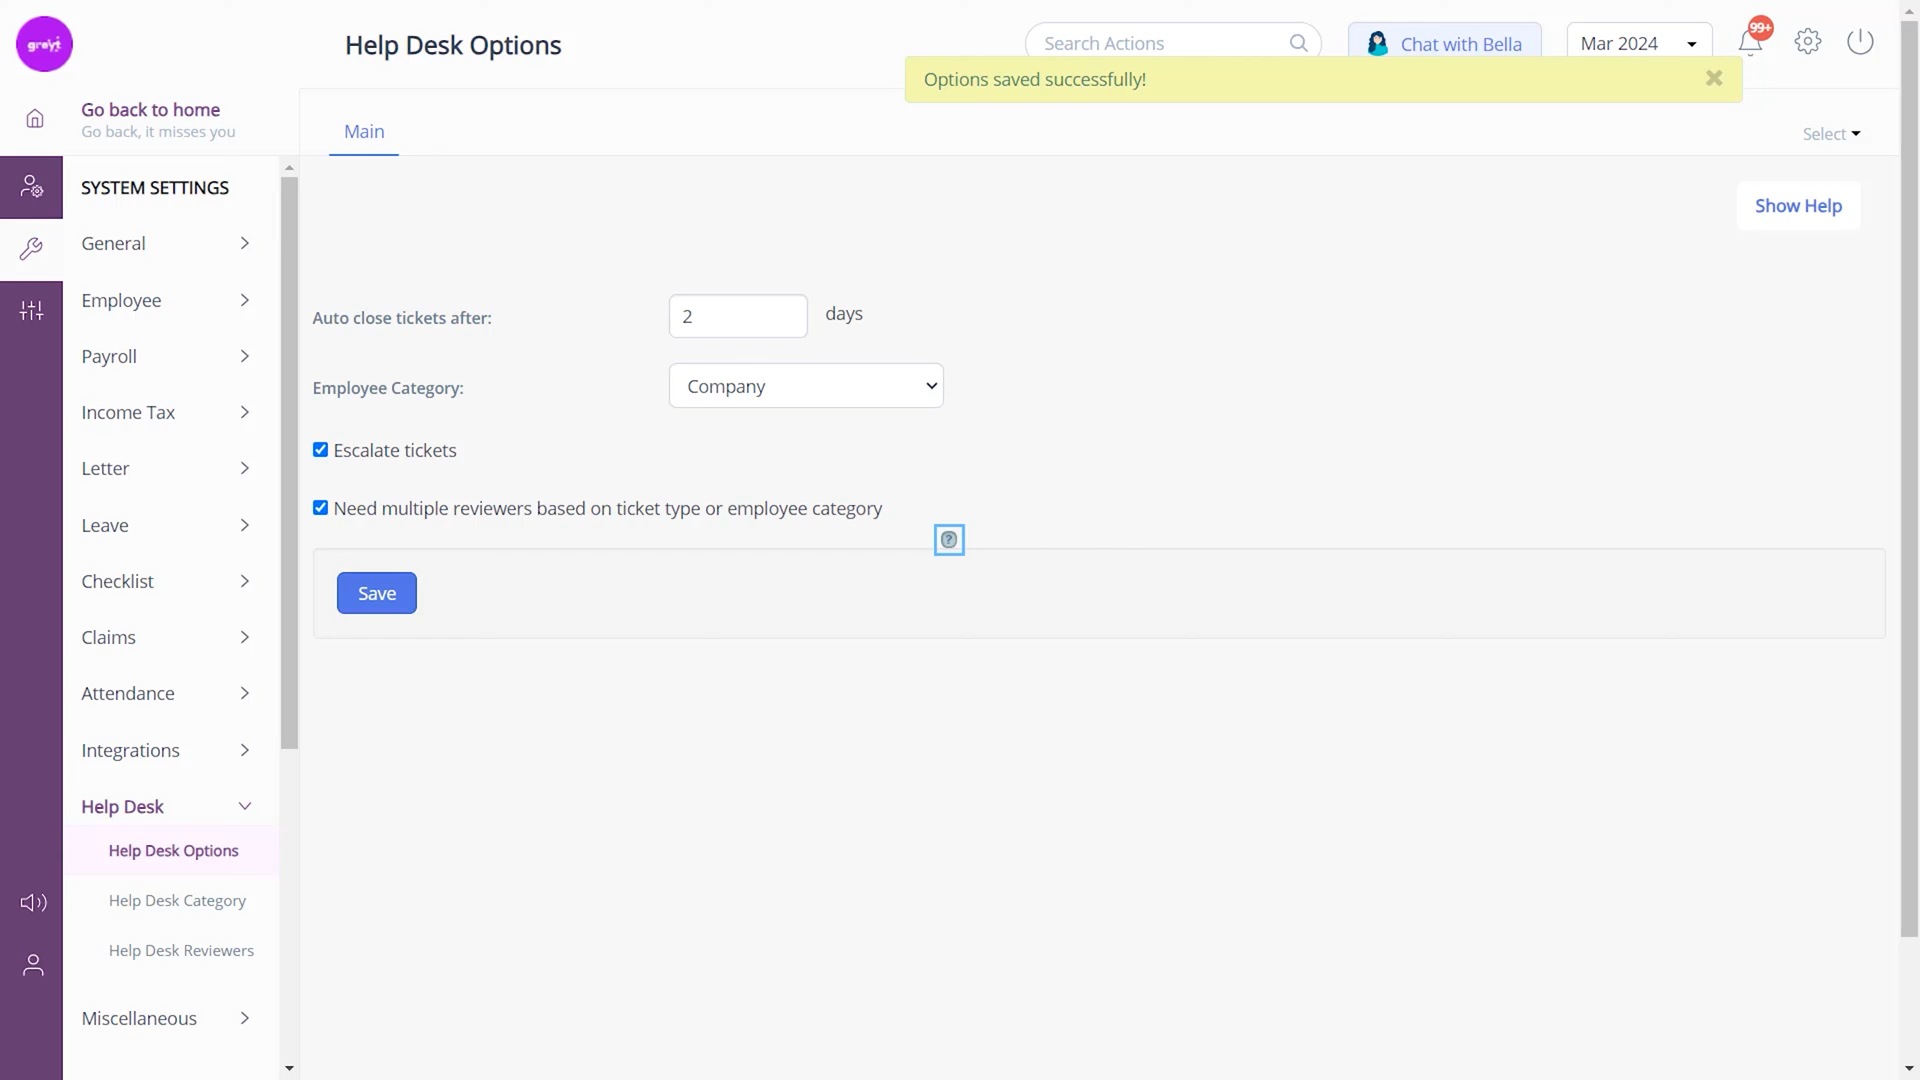 greyt
Help Desk Options
Search Actions
Chat with Bella
Mar 2024
99+
Options saved successfully!
Go back to home
Go back, it misses you
Main
Select
SYSTEM SETTINGS
Show Help
General
Employee
Payroll
Income Tax
Letter
Leave
Checklist
Claims
Attendance
Integrations
Help Desk
Help Desk Options
Help Desk Category
Help Desk Reviewers
Miscellaneous
Auto close tickets after:
2
days
Employee Category:
Company
Escalate tickets
Need multiple reviewers based on ticket type or employee category
?
Save